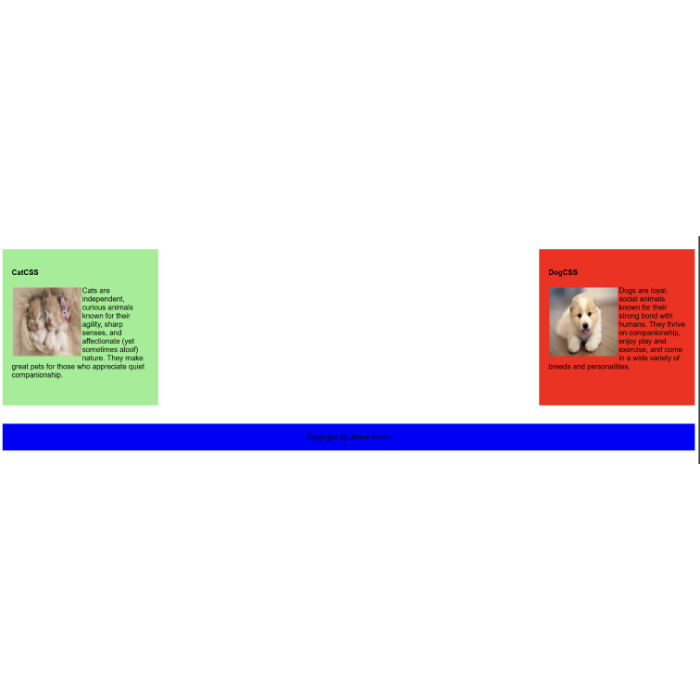 CatCSS
Cats are
independent,
curious animals
known for their
agility, sharp
senses, and
affectionate (yet
sometimes aloof)
nature. They make
great pets for those who appreciate quiet
companionship.
DogCSS
Dogs are loyal,
social animals
known for their
strong bond with
humans. They thrive
on companionship,
enjoy play and
exercise, and come
in a wide variety of
breeds and personalities.
Copyright by